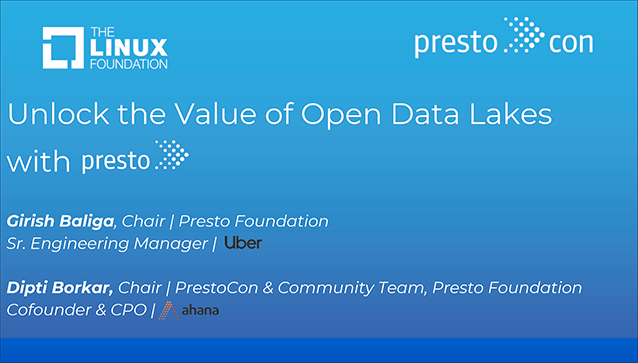 THE
LINUX
FOUNDATION
presto con
Unlock the Value of Open Data Lakes
with presto
Girish Baliga, Chair | Presto Foundation
Sr. Engineering Manager | Uber
Dipti Borkar, Chair | PrestoCon & Community Team, Presto Foundation
Cofounder & CPO | ahana